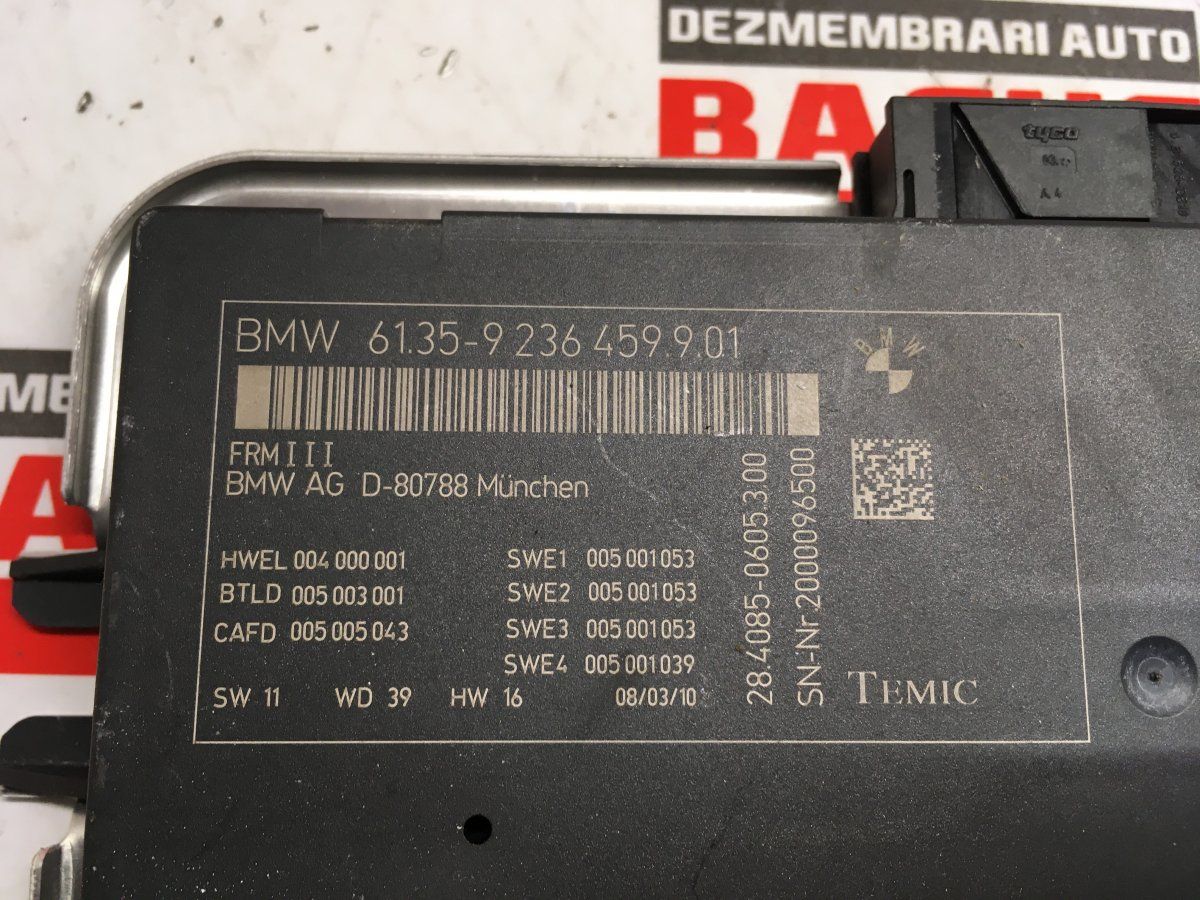 DEZMEMBRARI AUTO
tyco
A 4
BMW 61.35-9 236 459.9.01
BMW
FRM III
BMW AG D-80788 München
HWEL 004 000 001
BTLD 005 003 001
CAFD 005 005 043
SWE1 005 001 053
SWE2 005 001 053
SWE3 005 001 053
SWE4 005 001 039
SW 11 WD 39 HW 16 08/03/10
28.4085-0605.3.00
SN-Nr 2000096500
TEMIC